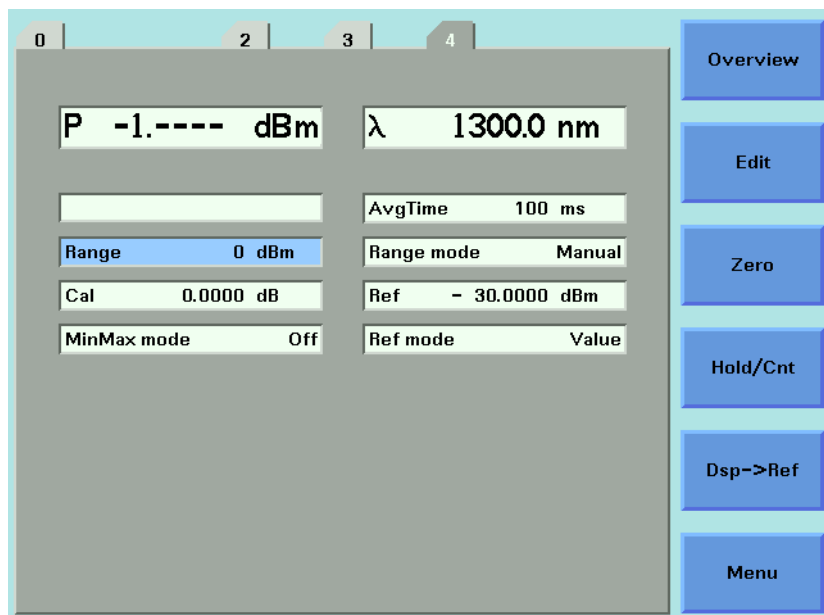 0 2 3 4
P -1.---- dBm
λ 1300.0 nm
AvgTime 100 ms
Range 0 dBm
Range mode Manual
Cal 0.0000 dB
Ref - 30.0000 dBm
MinMax mode Off
Ref mode Value
Overview
Edit
Zero
Hold/Cnt
Dsp->Ref
Menu